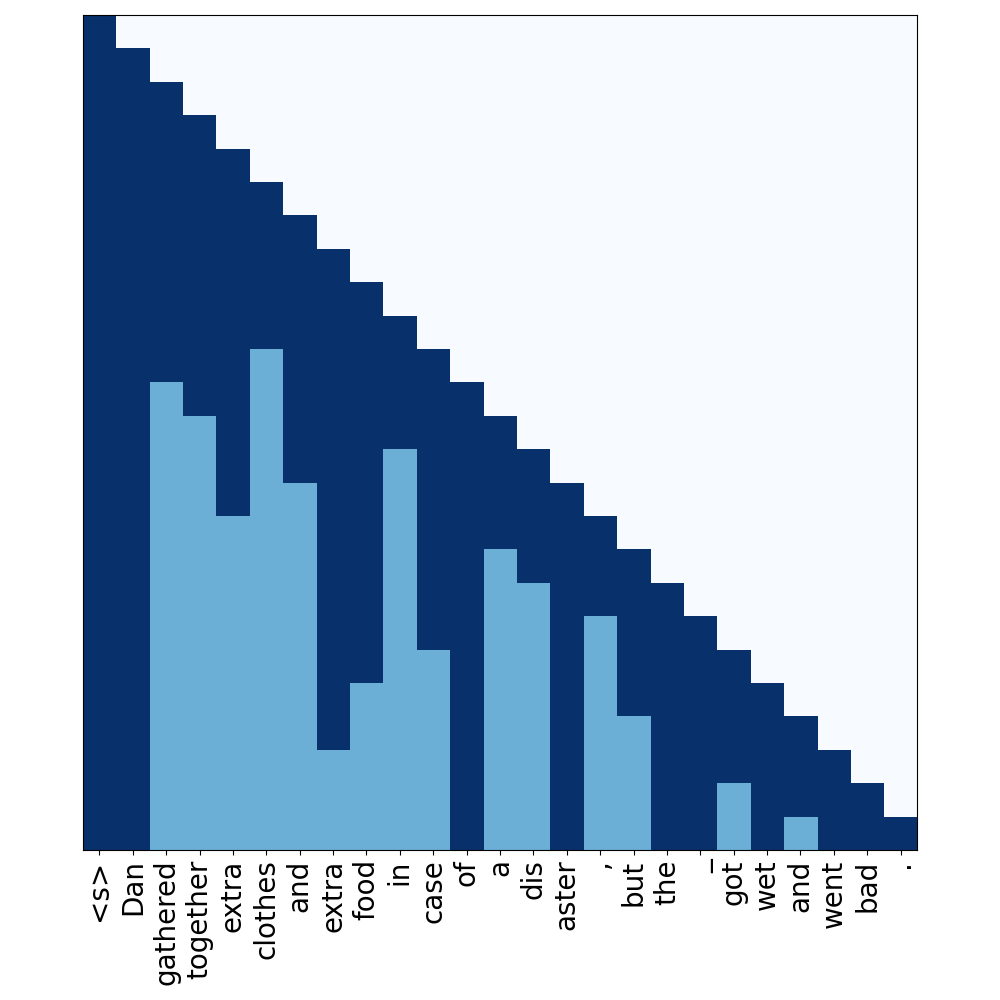 <s> Dan gathered together extra clothes and extra food in case of a dis aster , but the _ got wet and went bad .